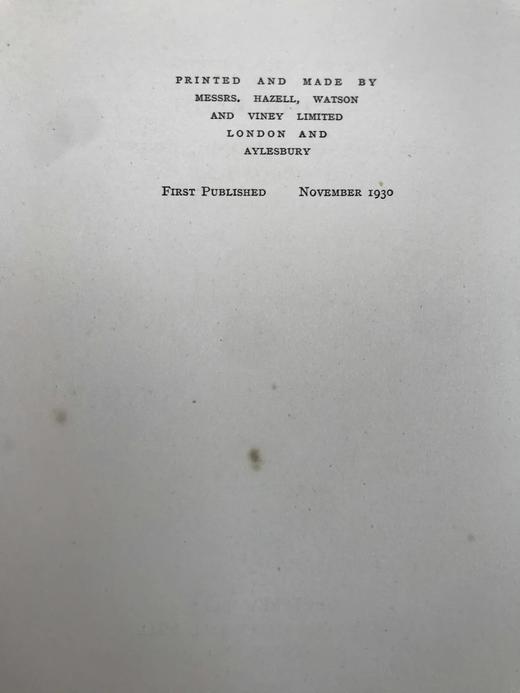 PRINTED AND MADE BY
MESSRS. HAZELL, WATSON
AND VINEY LIMITED
LONDON AND
AYLESBURY
FIRST PUBLISHED NOVEMBER 1930